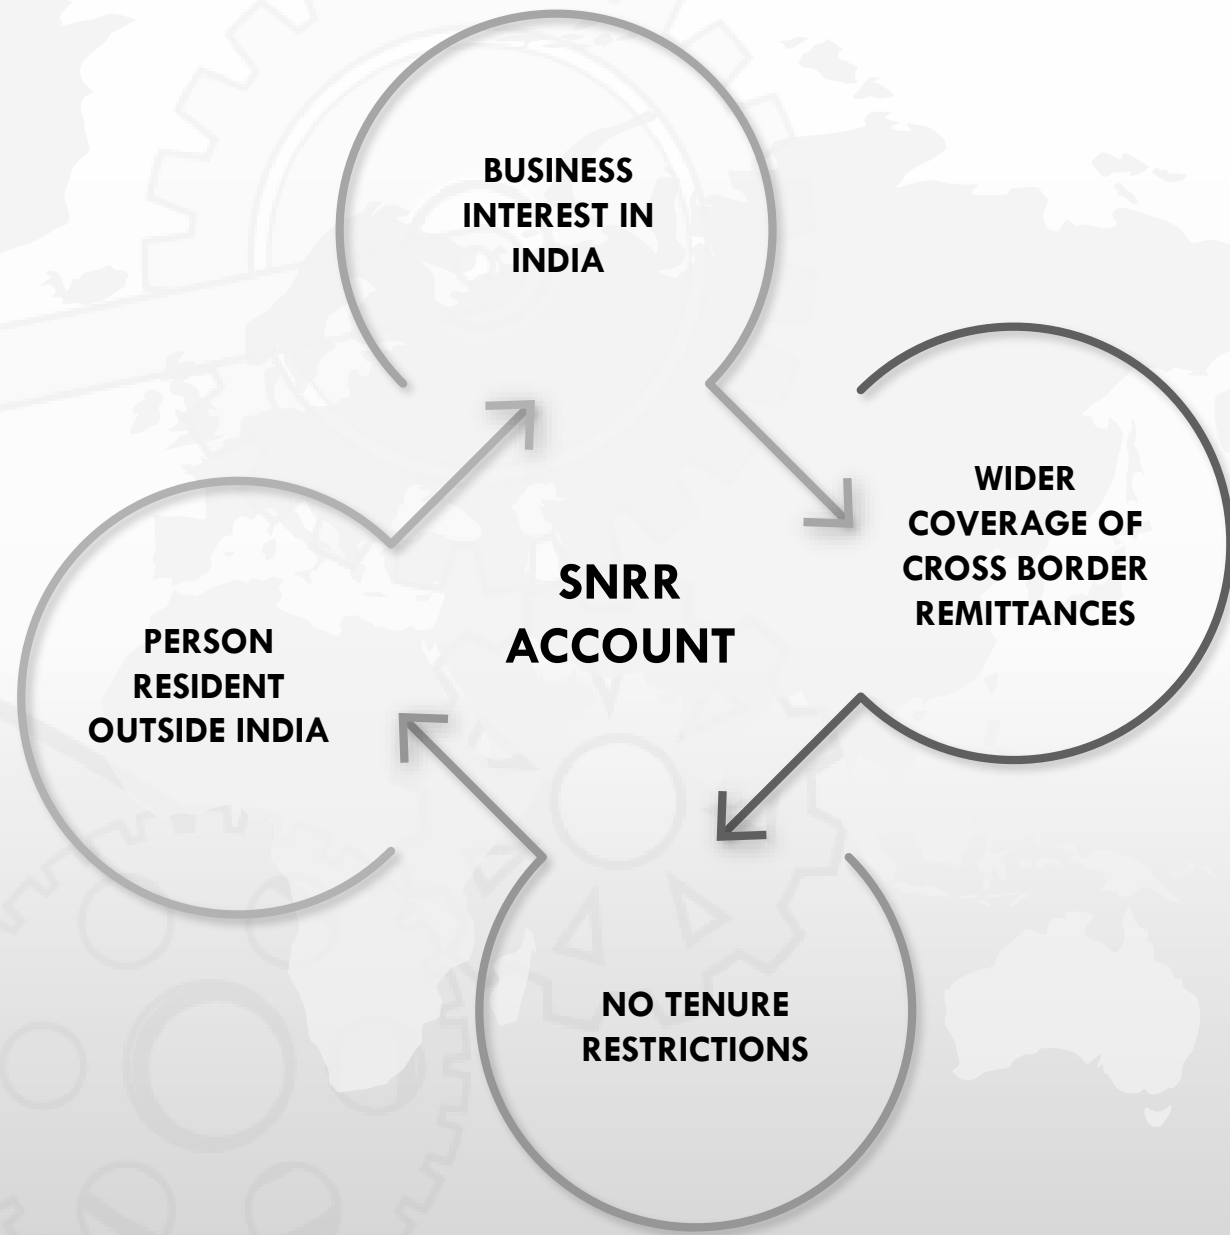 BUSINESS
INTEREST IN
INDIA
WIDER
COVERAGE OF
CROSS BORDER
REMITTANCES
SNRR
ACCOUNT
PERSON
RESIDENT
OUTSIDE INDIA
NO TENURE
RESTRICTIONS